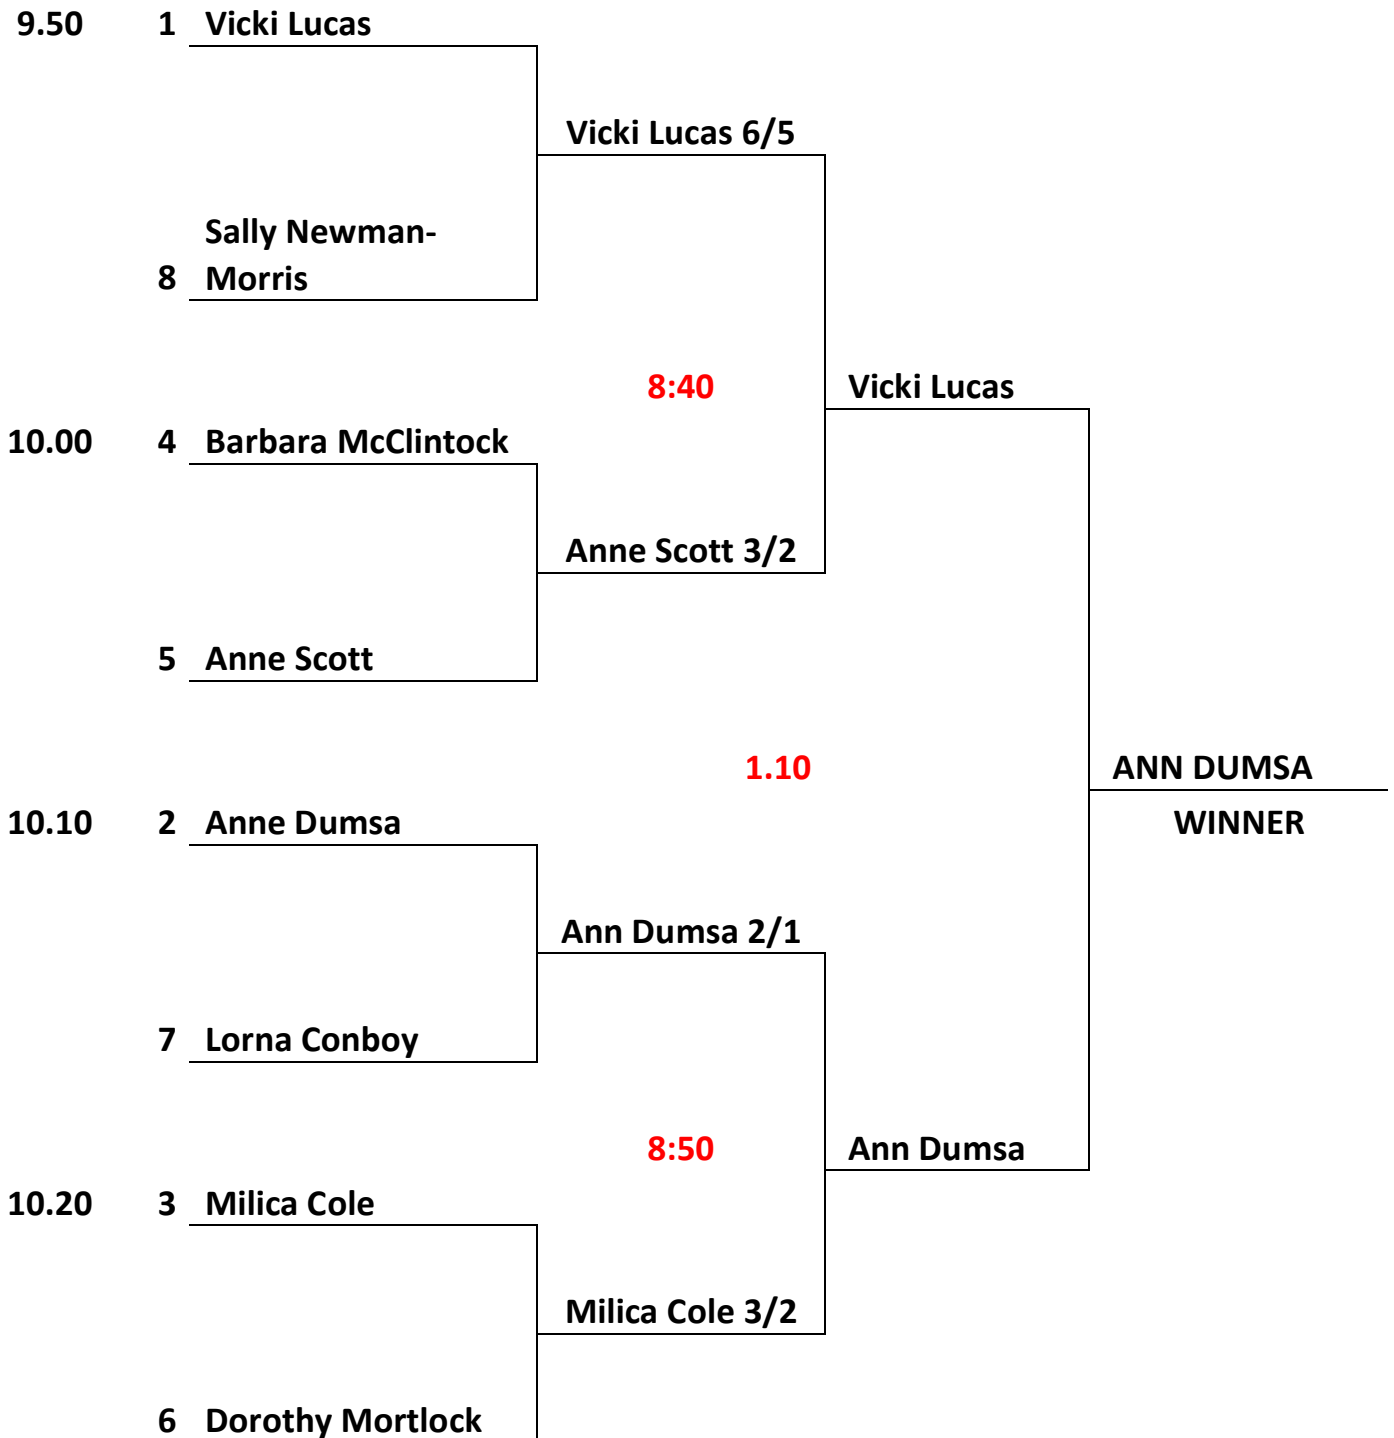 9.50 1 Vicki Lucas
Vicki Lucas 6/5
Sally Newman-
8 Morris
8:40 Vicki Lucas
10.00 4 Barbara McClintock
Anne Scott 3/2
5 Anne Scott
1.10 ANN DUMSA
10.10 2 Anne Dumsa WINNER
Ann Dumsa 2/1
7 Lorna Conboy
8:50 Ann Dumsa
10.20 3 Milica Cole
Milica Cole 3/2
6 Dorothy Mortlock